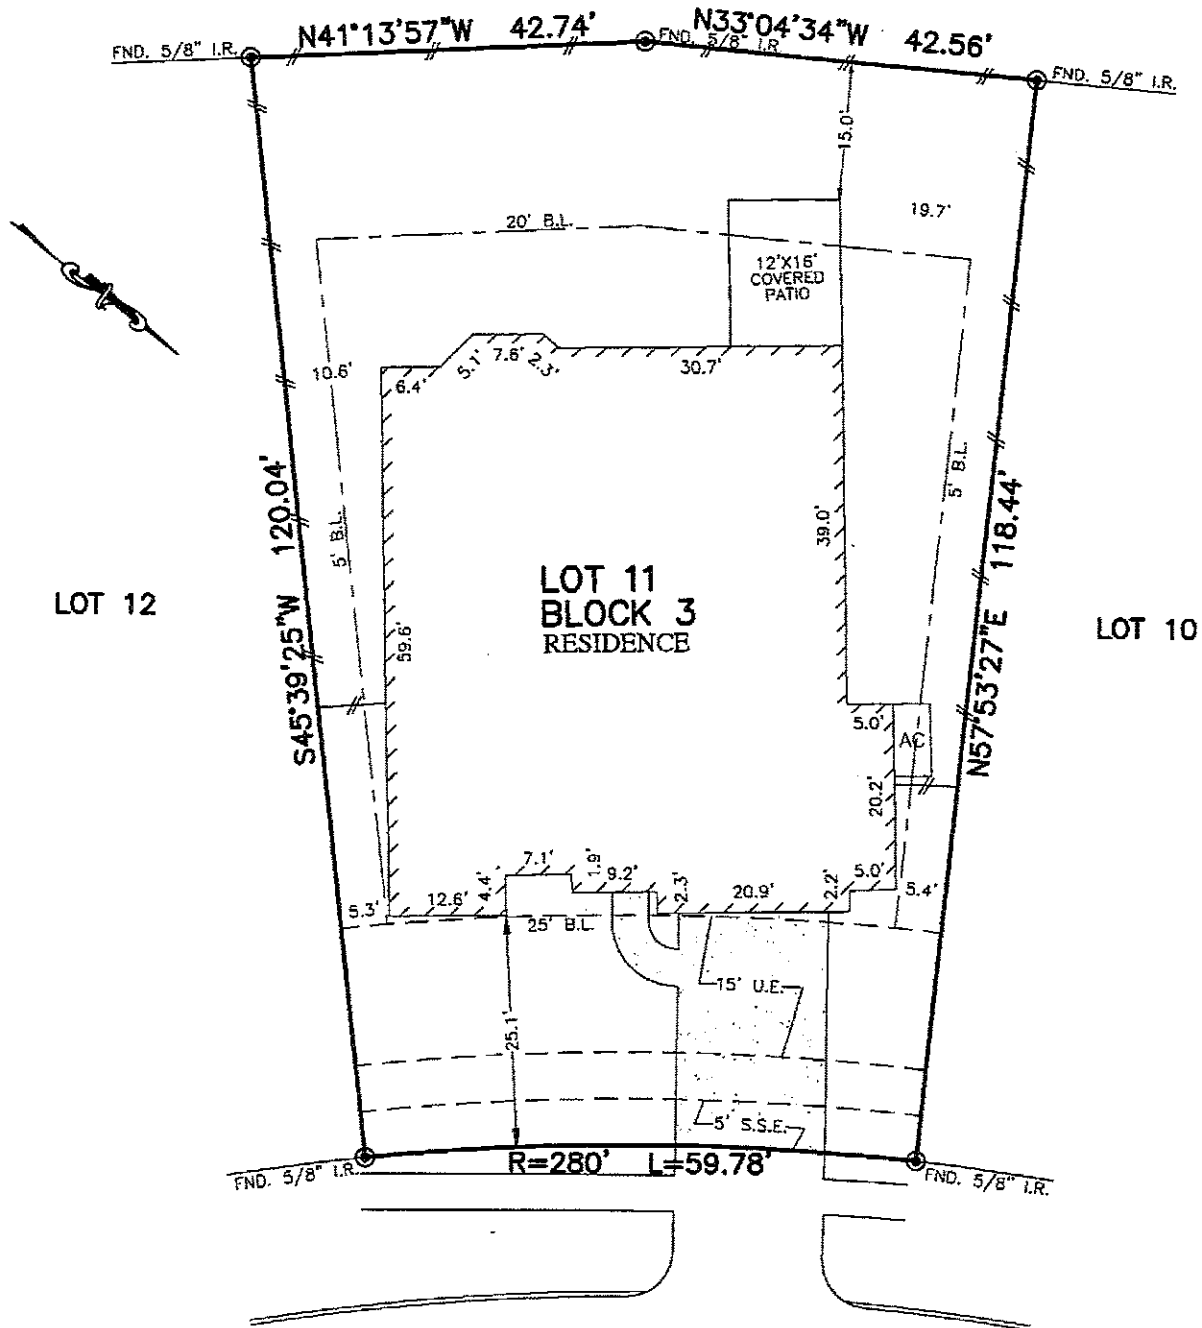 N41°13'57"W 42.74'
N33°04'34"W 42.56'
FND. 5/8" I.R.
FND. 5/8" I.R.
FND. 5/8" I.R.
15.0'
20' B.L.
19.7'
12'X16'
COVERED
PATIO
10.6'
6.4'
5.1'
7.6'
2.3'
30.7'
S45°39'25"W 120.04'
5' B.L.
59.6'
39.0'
5' B.L.
N57°53'27"E 118.44'
LOT 12
LOT 11
BLOCK 3
RESIDENCE
LOT 10
5.0'
AC
20.2'
5.3'
12.6'
4.4'
7.1'
1.9'
9.2'
2.3'
20.9'
2.2'
5.0'
5.4'
25' B.L.
25.1'
15' U.E.
5' S.S.E.
R=280' L=59.78'
FND. 5/8" I.R.
FND. 5/8" I.R.